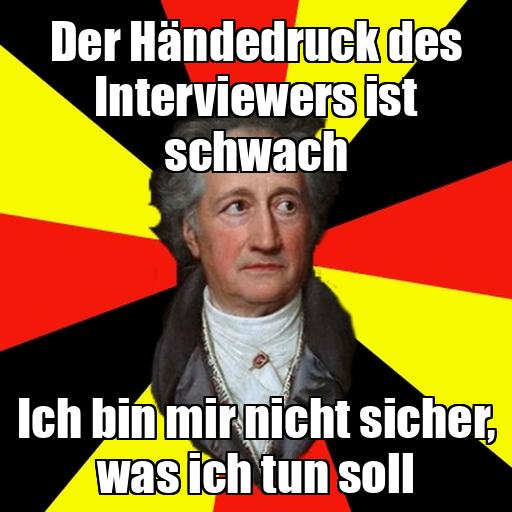 Der Händedruck des
Interviewers ist
schwach
Ich bin mir nicht sicher,
was ich tun soll